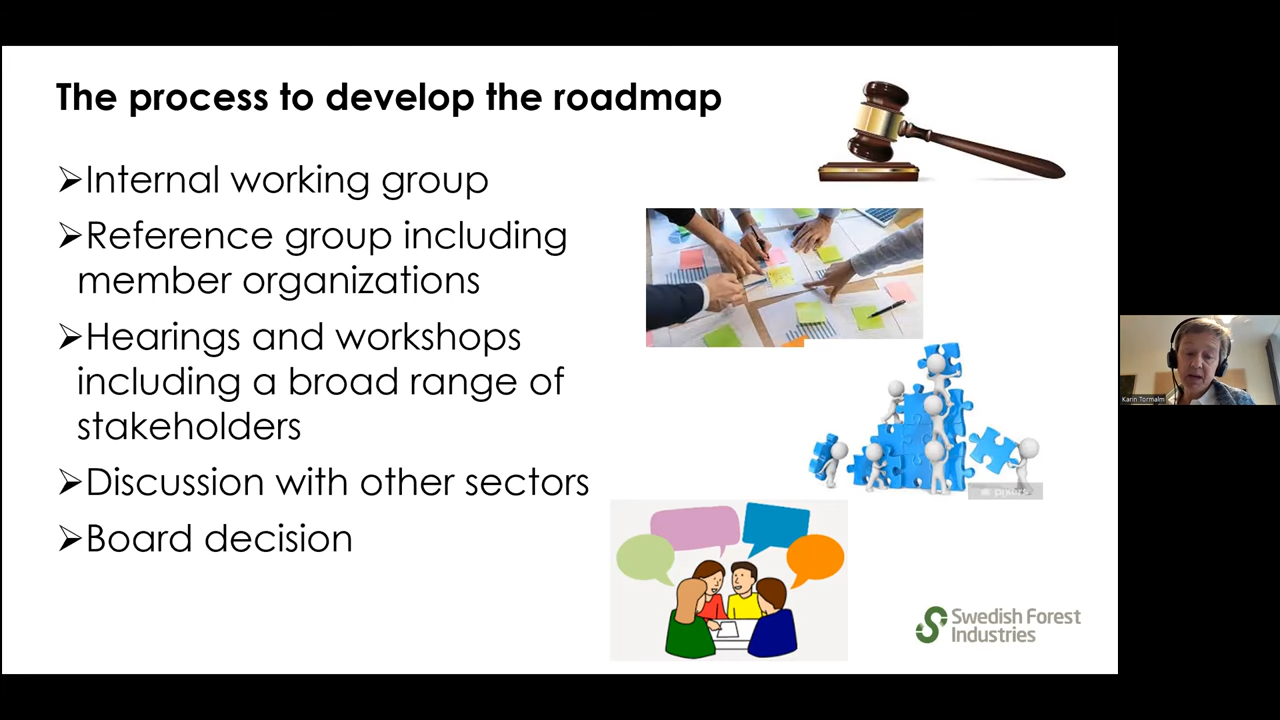 The process to develop the roadmap
➢Internal working group
➢Reference group including
member organizations
➢Hearings and workshops
including a broad range of
stakeholders
➢Discussion with other sectors
➢Board decision
Swedish Forest
Industries
Karin Tormalm